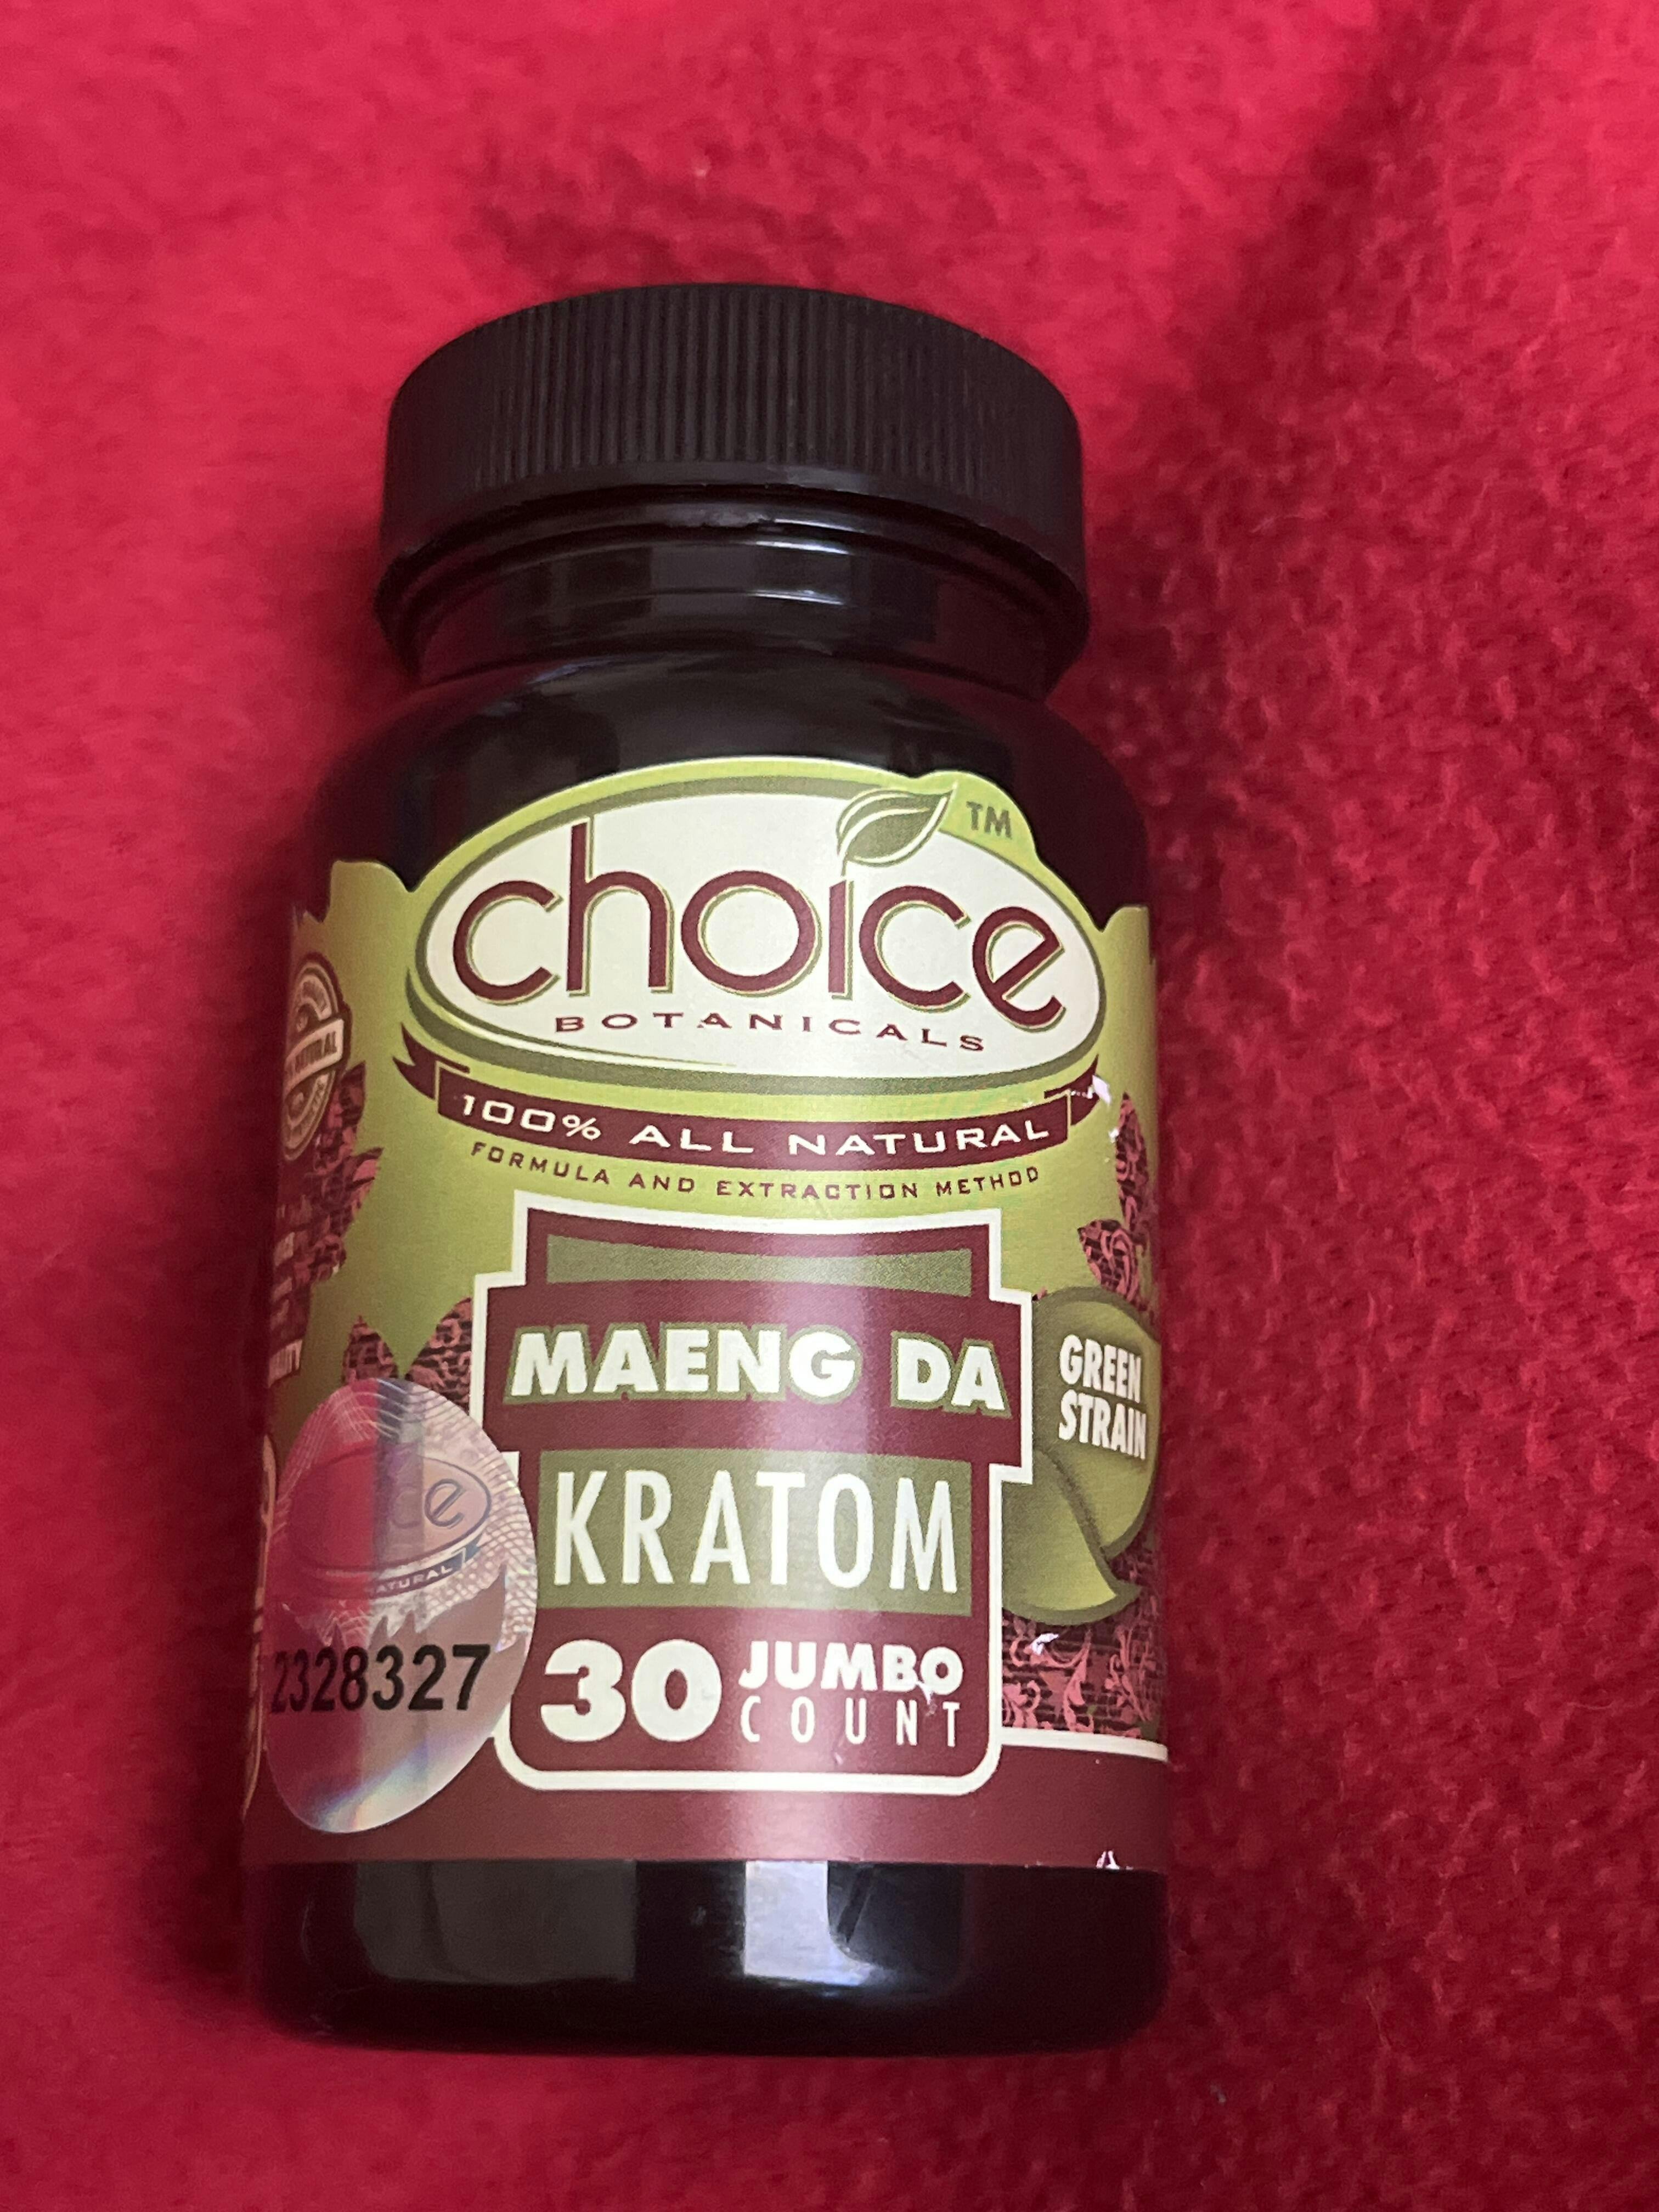 choice
TM
BOTANICALS
100% ALL NATURAL
FORMULA AND EXTRACTION METHOD
MAENG DA
KRATOM
30 JUMBO
COUNT
GREEN
STRAIN
NATURAL
2328327